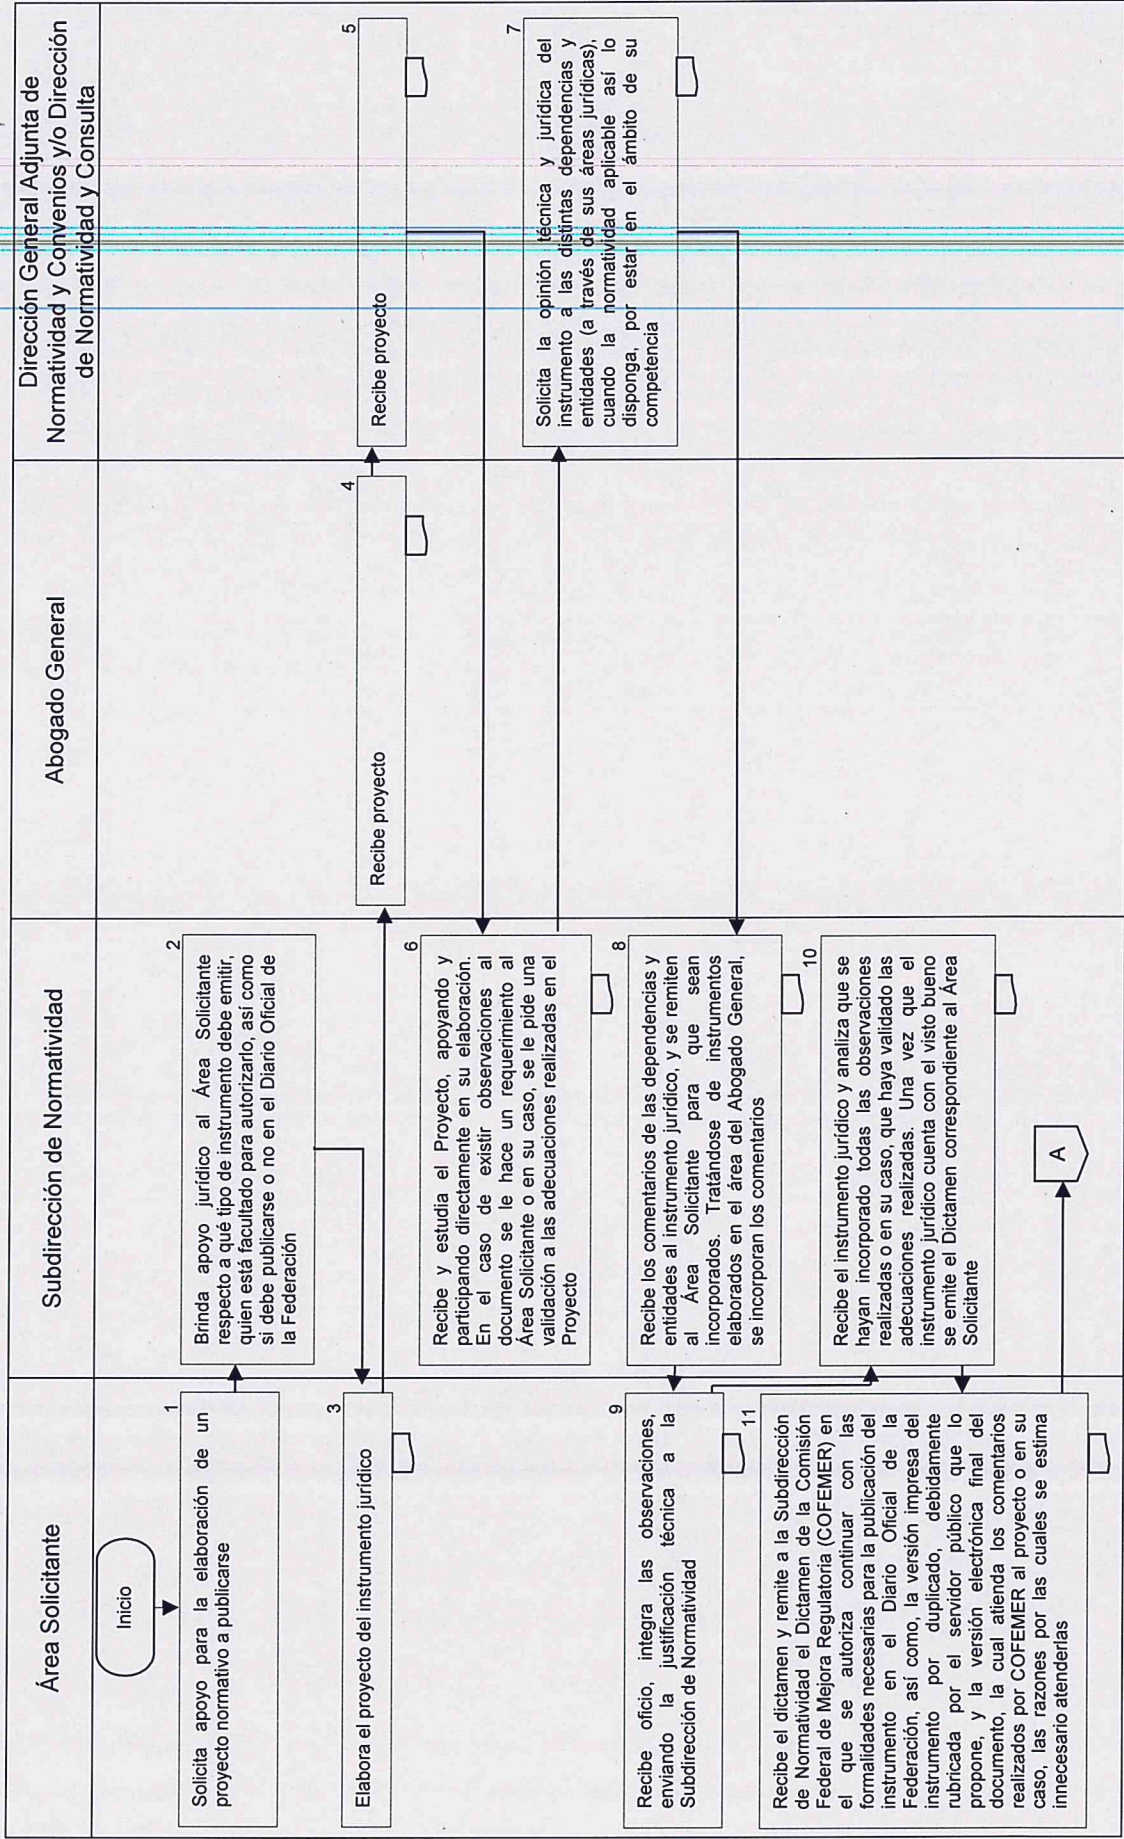 Área Solicitante
Subdirección de Normatividad
Abogado General
Dirección General Adjunta de
Normatividad y Convenios y/o Dirección
de Normatividad y Consulta
Inicio
1
Solicita apoyo para la elaboración de un
proyecto normativo a publicarse
2
Brinda apoyo jurídico al Área Solicitante
respecto a qué tipo de instrumento debe emitir,
quien está facultado para autorizarlo, así como
si debe publicarse o no en el Diario Oficial de
la Federación
3
Elabora el proyecto del instrumento jurídico
4
Recibe proyecto
5
Recibe proyecto
6
Recibe y estudia el Proyecto, apoyando y
participando directamente en su elaboración.
En el caso de existir observaciones al
documento se le hace un requerimiento al
Área Solicitante o en su caso, se le pide una
validación a las adecuaciones realizadas en el
Proyecto
7
Solicita la opinión técnica y jurídica del
instrumento a las distintas dependencias y
entidades (a través de sus áreas jurídicas),
cuando la normatividad aplicable así lo
disponga, por estar en el ámbito de su
competencia
8
Recibe los comentarios de las dependencias y
entidades al instrumento jurídico, y se remiten
al Área Solicitante para que sean
incorporados. Tratándose de instrumentos
elaborados en el área del Abogado General,
se incorporan los comentarios
9
Recibe oficio, integra las observaciones,
enviando la justificación técnica a la
Subdirección de Normatividad
10
Recibe el instrumento jurídico y analiza que se
hayan incorporado todas las observaciones
realizadas o en su caso, que haya validado las
adecuaciones realizadas. Una vez que el
instrumento jurídico cuenta con el visto bueno
se emite el Dictamen correspondiente al Área
Solicitante
11
Recibe el dictamen y remite a la Subdirección
de Normatividad el Dictamen de la Comisión
Federal de Mejora Regulatoria (COFEMER) en
el que se autoriza continuar con las
formalidades necesarias para la publicación del
instrumento en el Diario Oficial de la
Federación, así como, la versión impresa del
instrumento por duplicado, debidamente
rubricada por el servidor público que lo
propone, y la versión electrónica final del
documento, la cual atienda los comentarios
realizados por COFEMER al proyecto o en su
caso, las razones por las cuales se estima
innecesario atenderlas
A